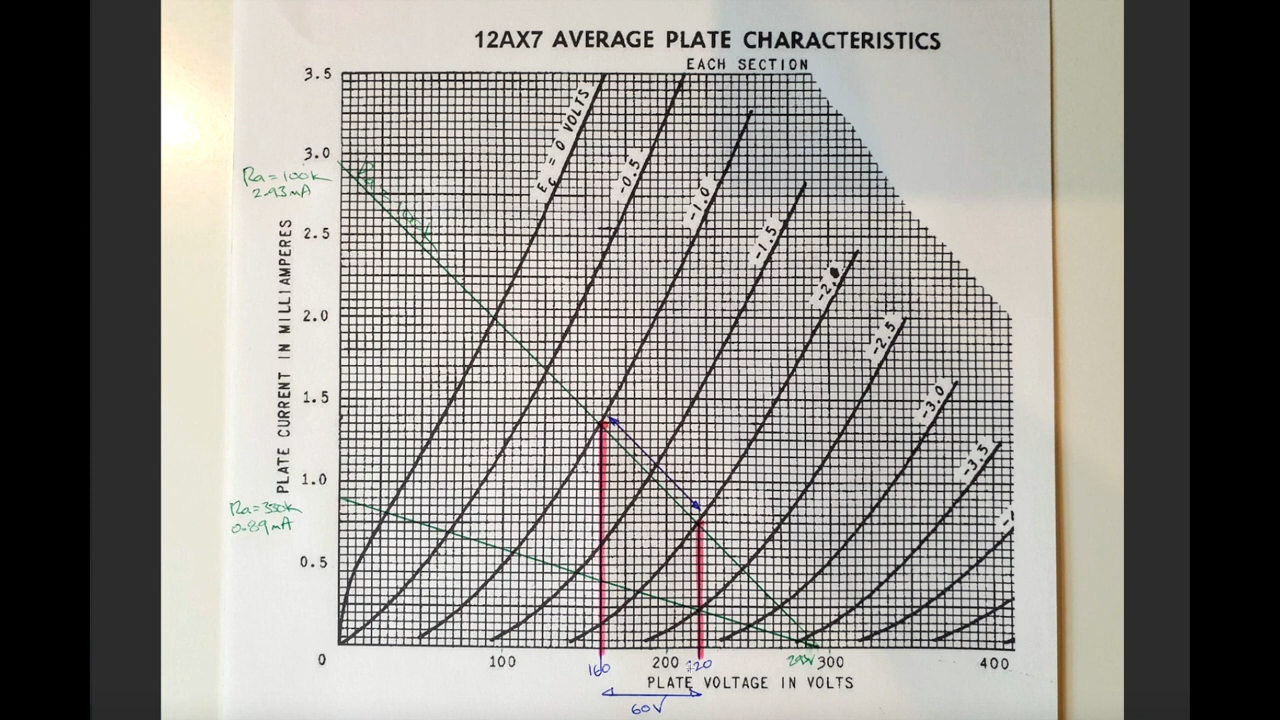 12AX7 AVERAGE PLATE CHARACTERISTICS
EACH SECTION
3.5
3.0
2.5
2.0
1.5
1.0
0.5
0
PLATE CURRENT IN MILLIAMPERES
Ra=100k
2.93mA
Ra=100k
Ra=330k
0.89mA
Ec = 0 VOLTS
-0.5
-1.0
-1.5
-2.0
-2.5
-3.0
-3.5
100
200
300
400
160
220
293V
PLATE VOLTAGE IN VOLTS
60V